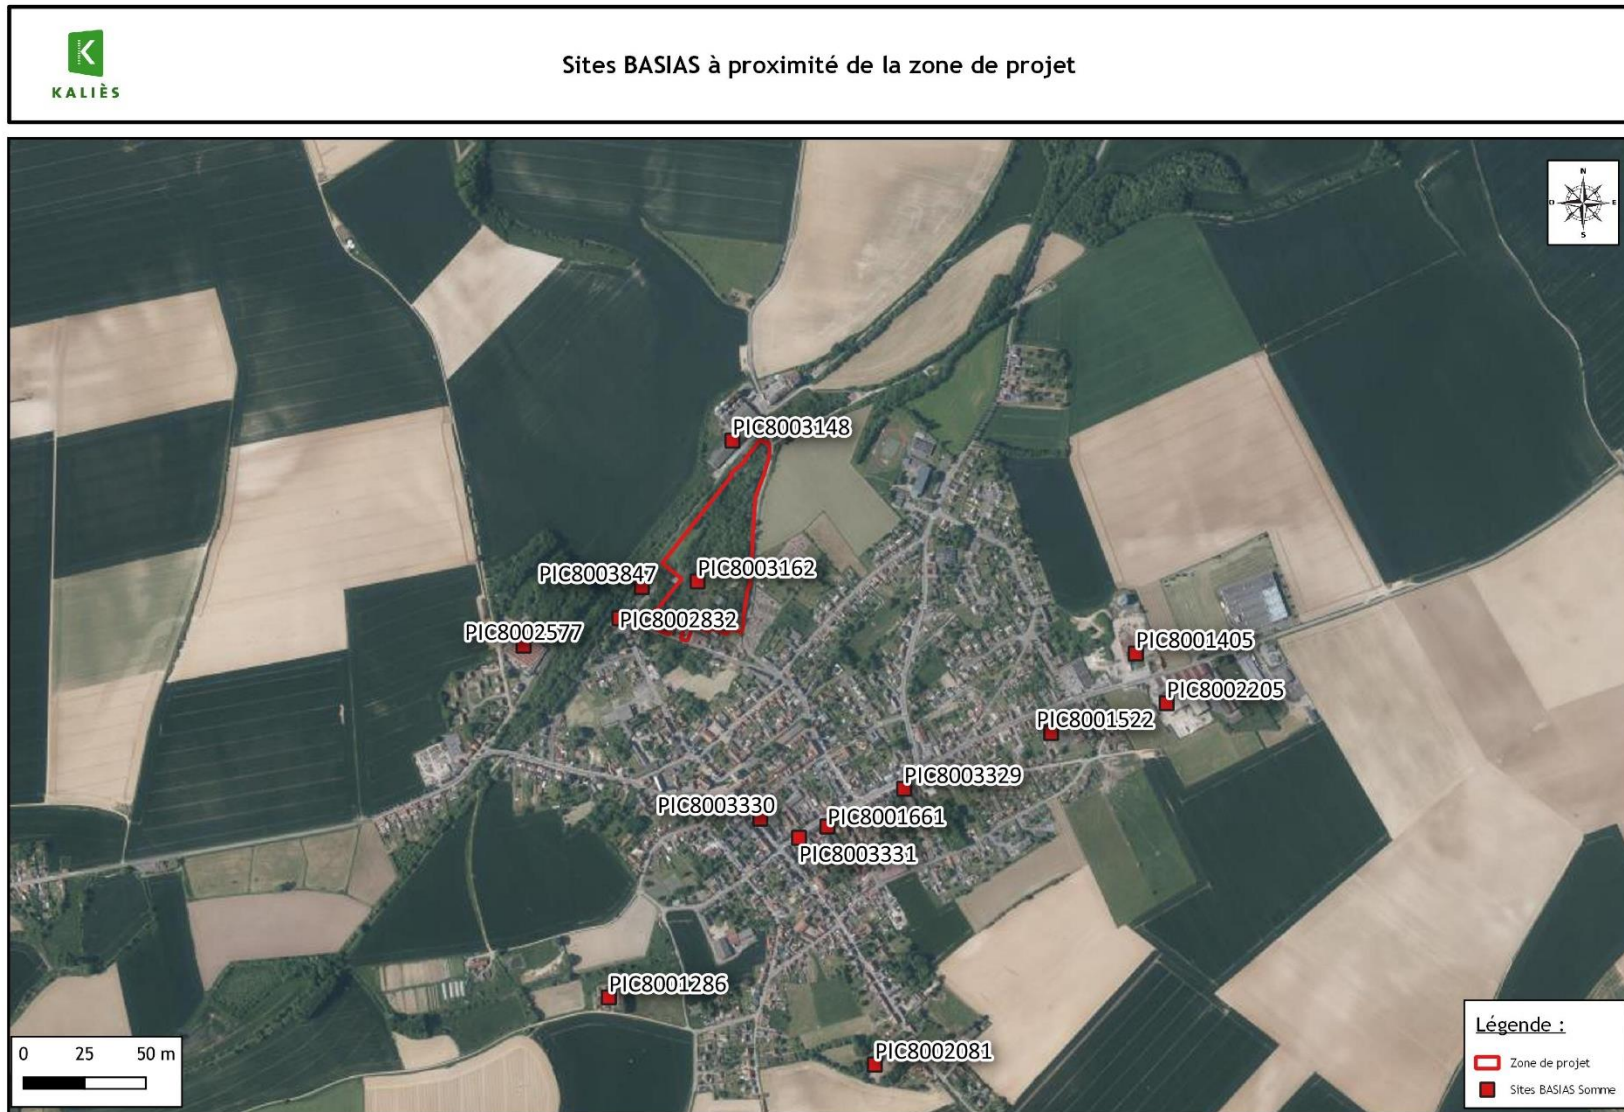 KALIÈS
Sites BASIAS à proximité de la zone de projet
N
O
E
S
PIC8003148
PIC8003847
PIC8003162
PIC8002832
PIC8002577
PIC8001405
PIC8002205
PIC8001522
PIC8003329
PIC8003330
PIC8001661
PIC8003331
PIC8001286
PIC8002081
0 25 50 m
Légende :
Zone de projet
Sites BASIAS Somme